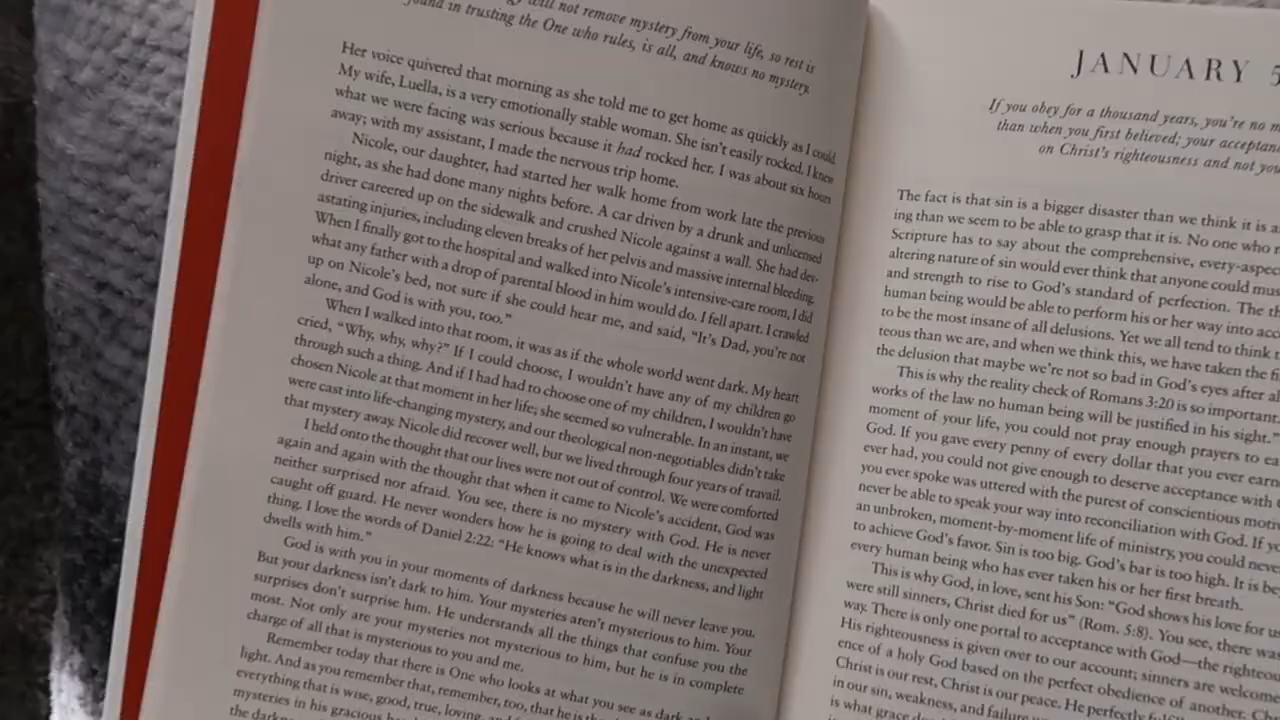 will not remove mystery from your life, so rest is
found in trusting the One who rules, is all, and knows no mystery.
Her voice quivered that morning as she told me to get home as quickly as I could.
My wife, Luella, is a very emotionally stable woman. She isn't easily rocked. I knew
what we were facing was serious because it had rocked her. I was about six hours
away; with my assistant, I made the nervous trip home.
Nicole, our daughter, had started her walk home from work late the previous
night, as she had done many nights before. A car driven by a drunk and unlicensed
driver careered up on the sidewalk and crushed Nicole against a wall. She had dev-
astating injuries, including eleven breaks of her pelvis and massive internal bleeding.
When I finally got to the hospital and walked into Nicole's intensive-care room, I did
what any father with a drop of parental blood in him would do. I fell apart. I crawled
up on Nicole's bed, not sure if she could hear me, and said, "It's Dad, you're not
alone, and God is with you, too."
When I walked into that room, it was as if the whole world went dark. My heart
cried, "Why, why, why?" If I could choose, I wouldn't have any of my children go
through such a thing. And if I had had to choose one of my children, I wouldn't have
chosen Nicole at that moment in her life; she seemed so vulnerable. In an instant, we
were cast into life-changing mystery, and our theological non-negotiables didn't take
that mystery away. Nicole did recover well, but we lived through four years of travail.
I held onto the thought that our lives were not out of control. We were comforted
again and again with the thought that when it came to Nicole's accident, God was
neither surprised nor afraid. You see, there is no mystery with God. He is never
caught off guard. He never wonders how he is going to deal with the unexpected
thing. I love the words of Daniel 2:22: "He knows what is in the darkness, and light
dwells with him."
God is with you in your moments of darkness because he will never leave you.
But your darkness isn't dark to him. Your mysteries aren't mysterious to him. Your
surprises don't surprise him. He understands all the things that confuse you the
most. Not only are your mysteries not mysterious to him, but he is in complete
charge of all that is mysterious to you and me.
Remember today that there is One who looks at what you see as dark and
light. And as you remember that, remember, too, that he is the
everything that is wise, good, true, loving, and
mysteries in his gracious
the
JANUARY 5
If you obey for a thousand years, you're no
than when you first believed; your
on Christ's righteousness and not
The fact is that sin is a bigger disaster than we think it is
ing than we seem to be able to grasp that it is. No one who
Scripture has to say about the comprehensive,
altering nature of sin would ever think that anyone could
and strength to rise to God's standard of perfection. The
human being would be able to perform his or her way into
to be the most insane of all delusions. Yet we all tend to think
teous than we are, and when we think this, we have taken the
the delusion that maybe we're not so bad in God's eyes after
This is why the reality check of Romans 3:20 is so important.
works of the law no human being will be justified in his sight."
moment of your life, you could not pray enough prayers to
God. If you gave every penny of every dollar that you ever
ever had, you could not give enough to deserve acceptance with
you ever spoke was uttered with the purest of conscientious
never be able to speak your way into reconciliation with God. If
an unbroken, moment-by-moment life of ministry, you could
to achieve God's favor. Sin is too big. God's bar is too high. It is
every human being who has ever taken his or her first breath.
This is why God, in love, sent his Son: "God shows his love for
were still sinners, Christ died for us" (Rom. 5:8). You see, there
way. There is only one portal to acceptance with God—the
His righteousness is given over to our account; sinners are
ence of a holy God based on the perfect obedience of another.
Christ is our rest, Christ is our peace. He perfectly
in our sin, weakness, and failure
is what grace